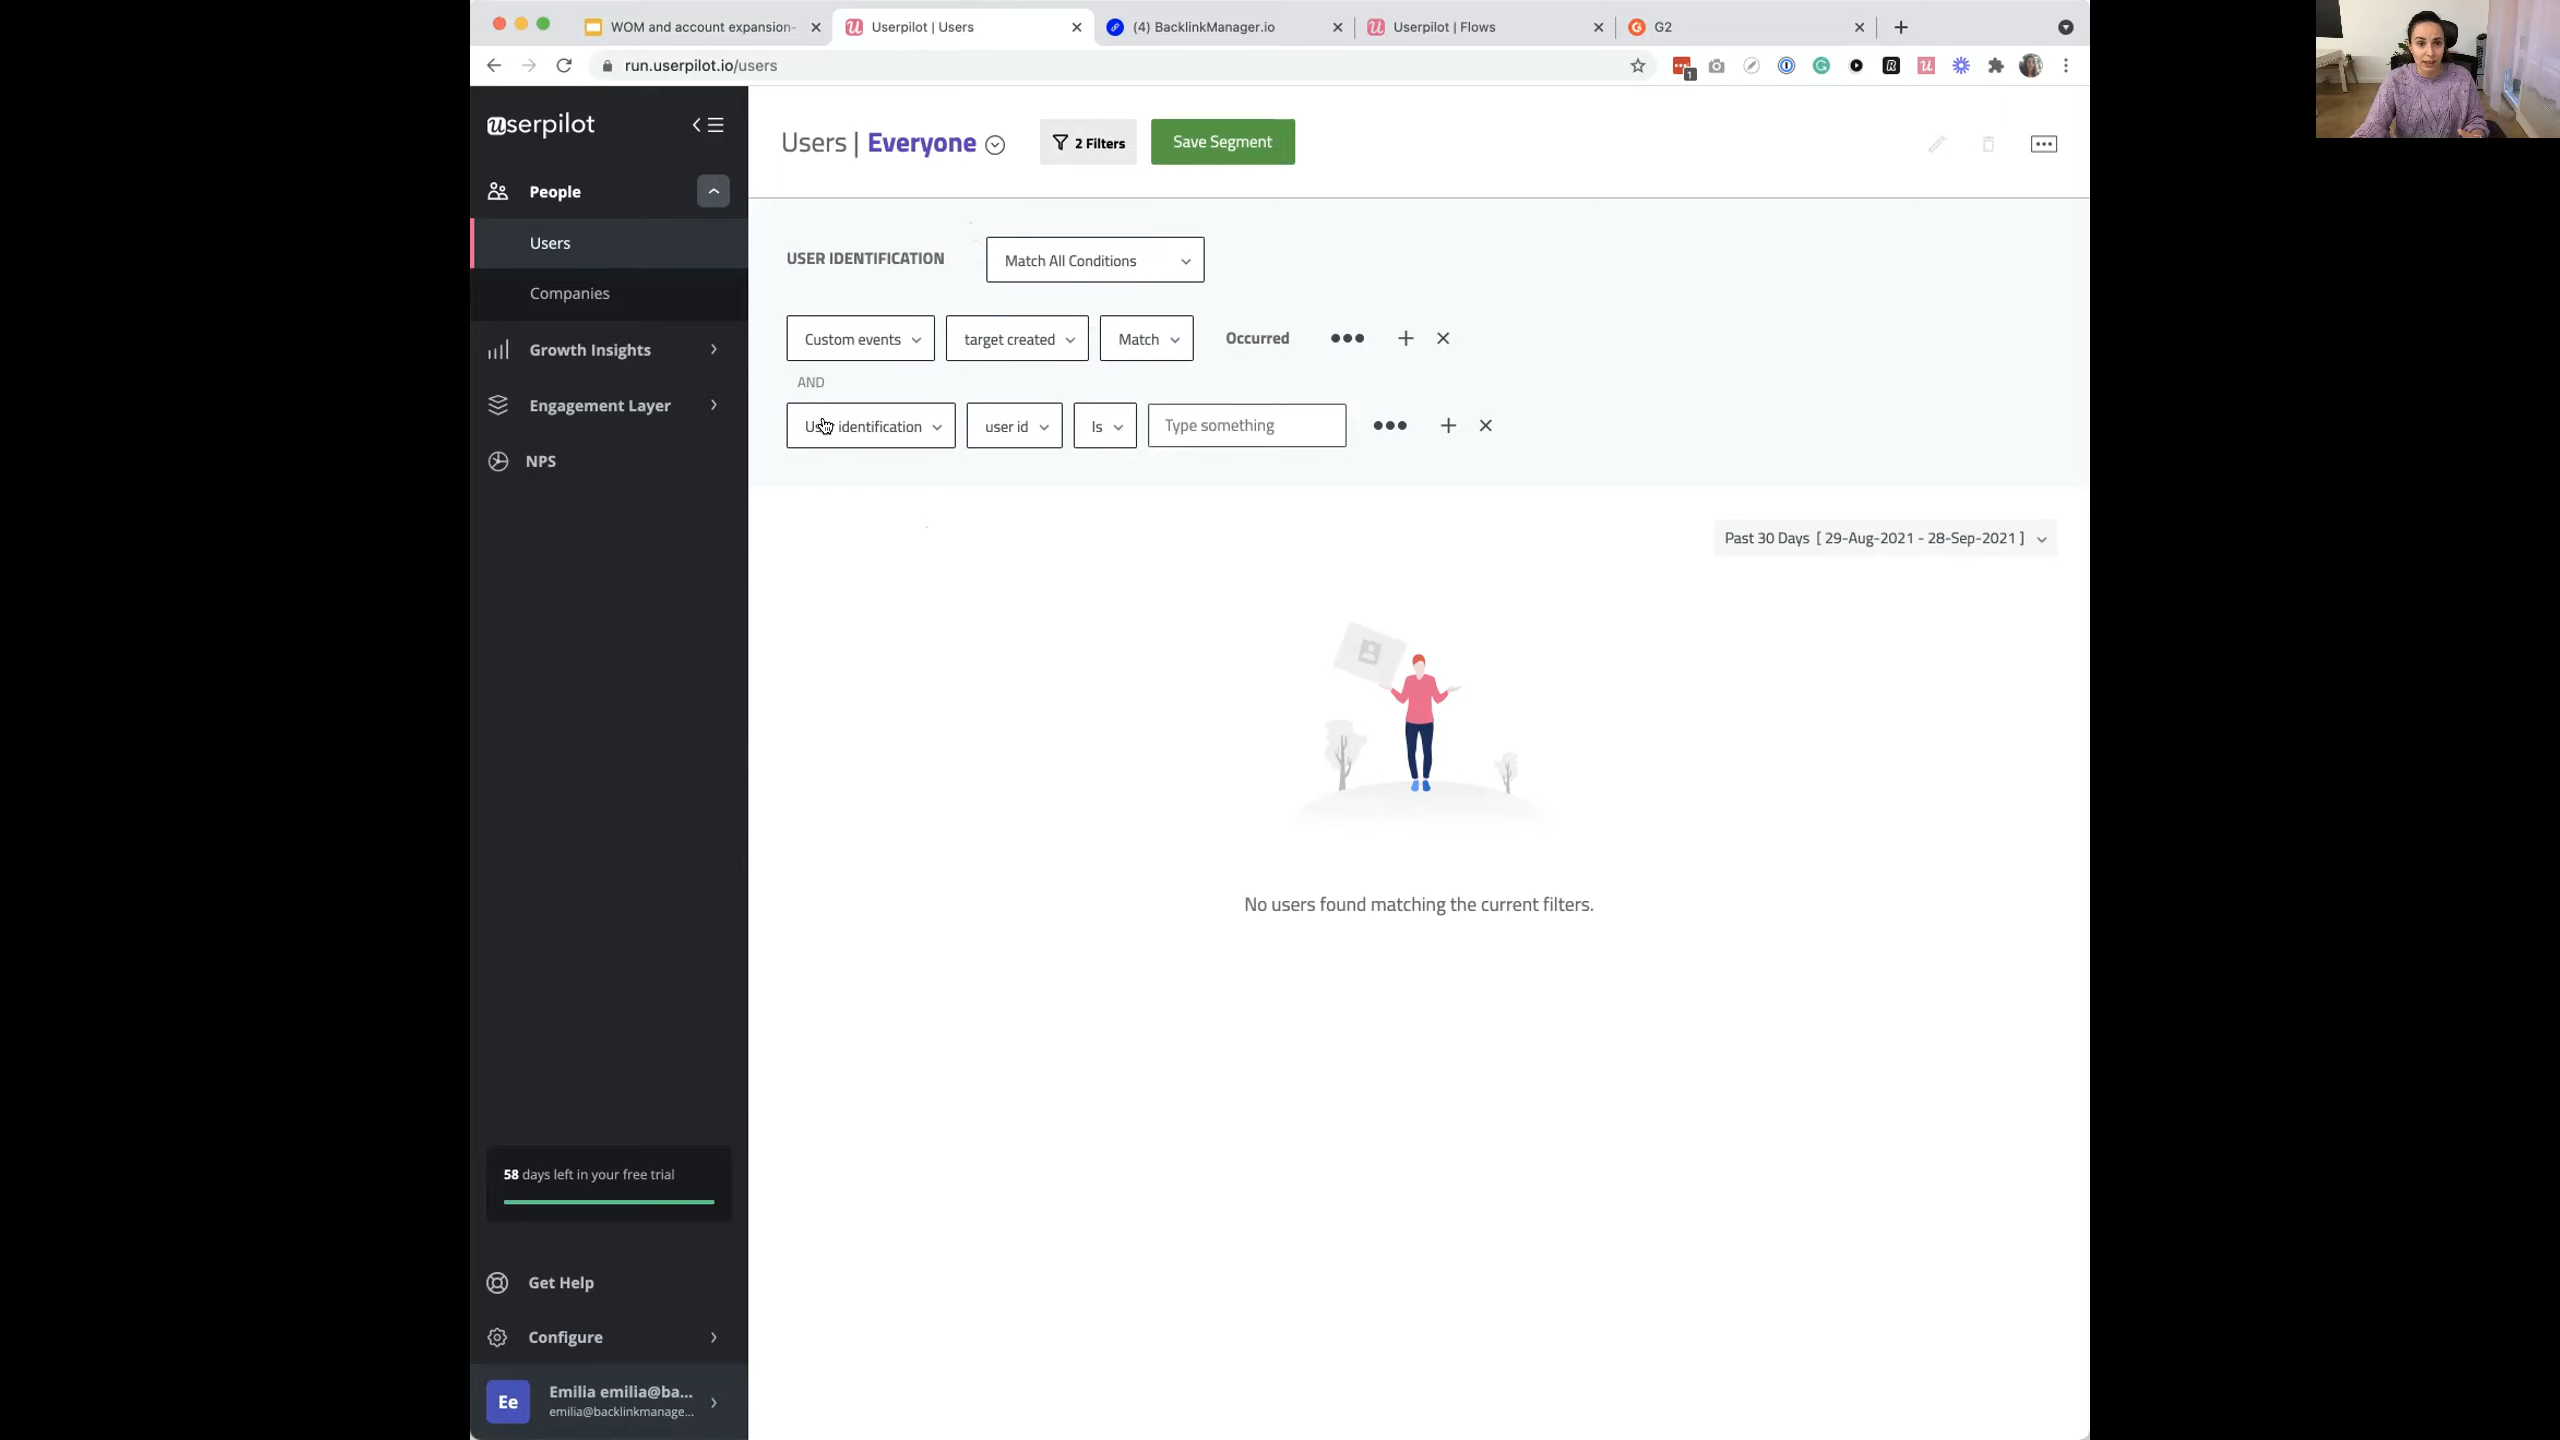 WOM and account expansion-
Userpilot | Users
(4) BacklinkManager.io
Userpilot | Flows
G2
run.userpilot.io/users
1
userpilot
Users | Everyone
2 Filters
Save Segment
People
Users
Companies
Growth Insights
Engagement Layer
NPS
USER IDENTIFICATION
Match All Conditions
Custom events
target created
Match
Occurred
AND
identification
user id
Is
Type something
Past 30 Days [ 29-Aug-2021 - 28-Sep-2021 ]
No users found matching the current filters.
58 days left in your free trial
Get Help
Configure
Ee
Emilia emilia@ba...
emilia@backlinkmanage...